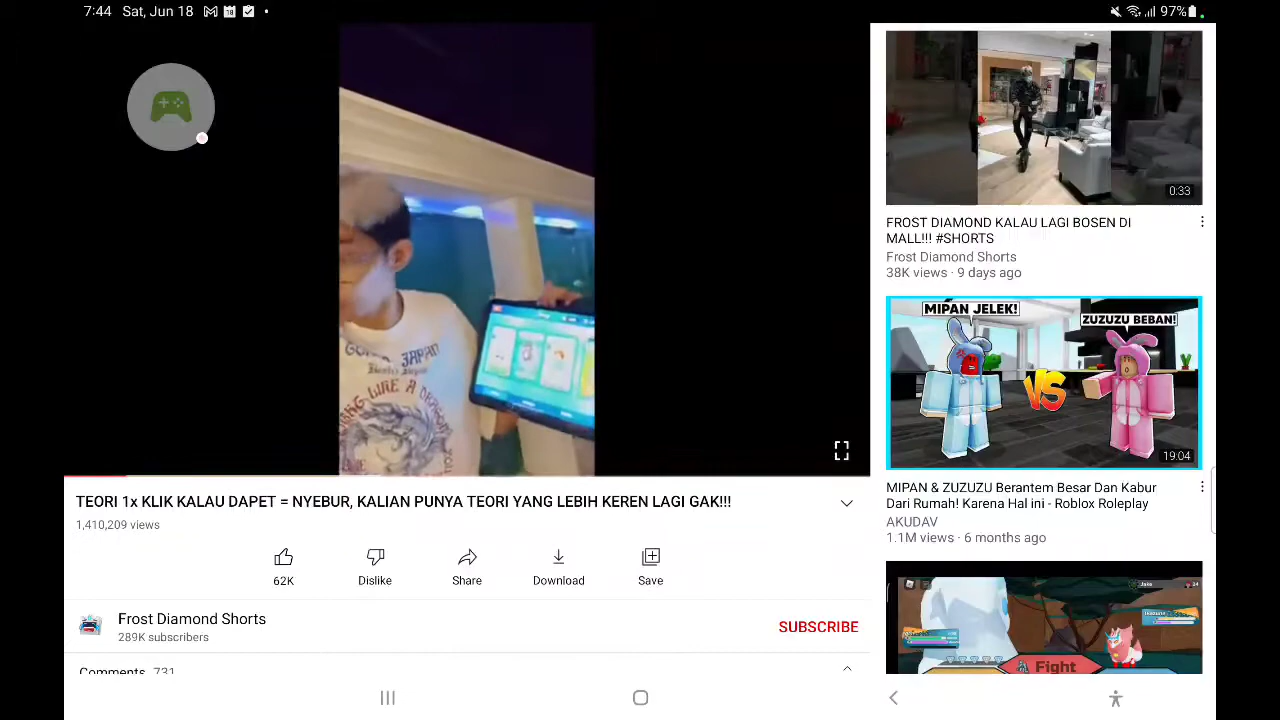 7:44 Sat, Jun 18
97%
0:33
FROST DIAMOND KALAU LAGI BOSEN DI
MALL!!! #SHORTS
Frost Diamond Shorts
38K views · 9 days ago
MIPAN JELEK!
ZUZUZU BEBAN!
VS
19:04
MIPAN & ZUZUZU Berantem Besar Dan Kabur
Dari Rumah! Karena Hal ini - Roblox Roleplay
AKUDAV
1.1M views · 6 months ago
Fight
JAPAN
LIKE A
TEORI 1x KLIK KALAU DAPET = NYEBUR, KALIAN PUNYA TEORI YANG LEBIH KEREN LAGI GAK!!!
1,410,209 views
62K
Dislike
Share
Download
Save
Frost Diamond Shorts
289K subscribers
SUBSCRIBE
Comments 731